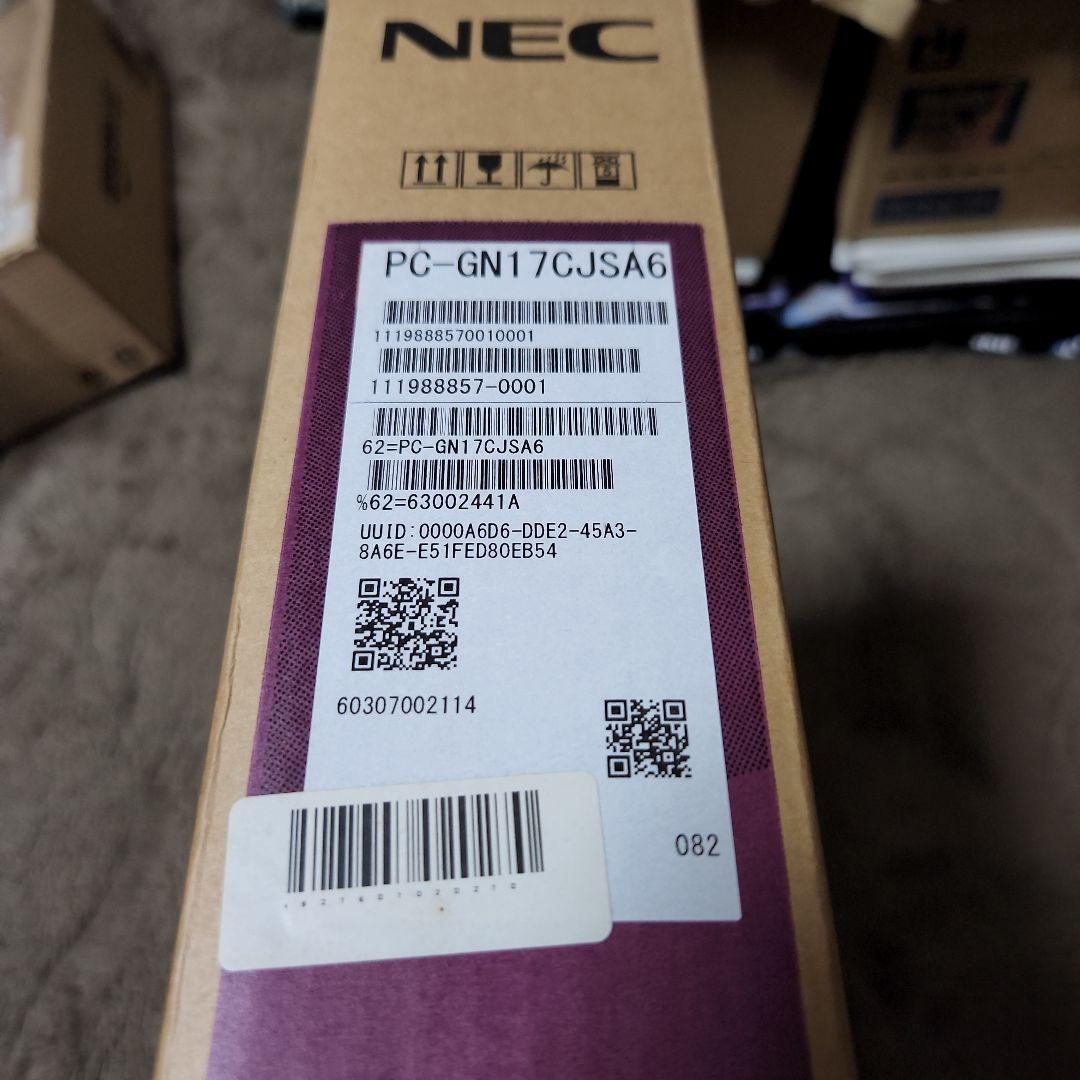 NEC
PC-GN17CJSA6
1119888570010001
111988857-0001
62=PC-GN17CJSA6
%62=63002441A
UUID:0000A6D6-DDE2-45A3-
8A6E-E51FED80EB54
60307002114
082